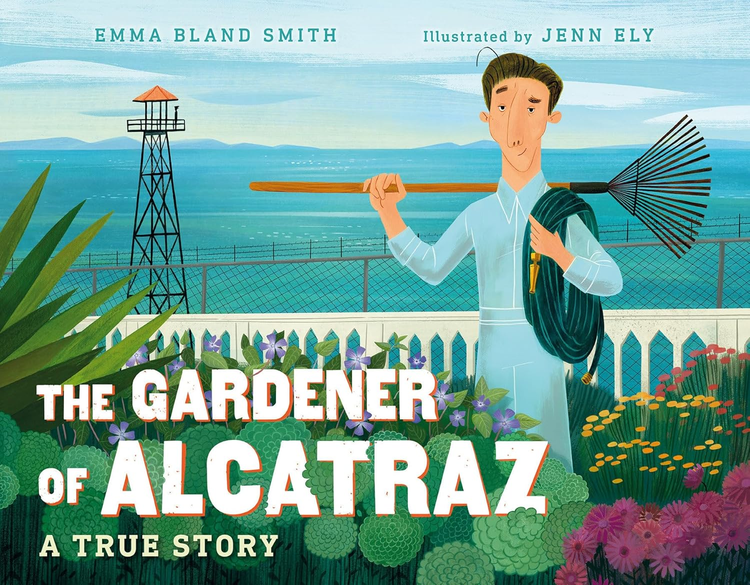 EMMA BLAND SMITH
Illustrated by JENN ELY
THE GARDENER
OF ALCATRAZ
A TRUE STORY